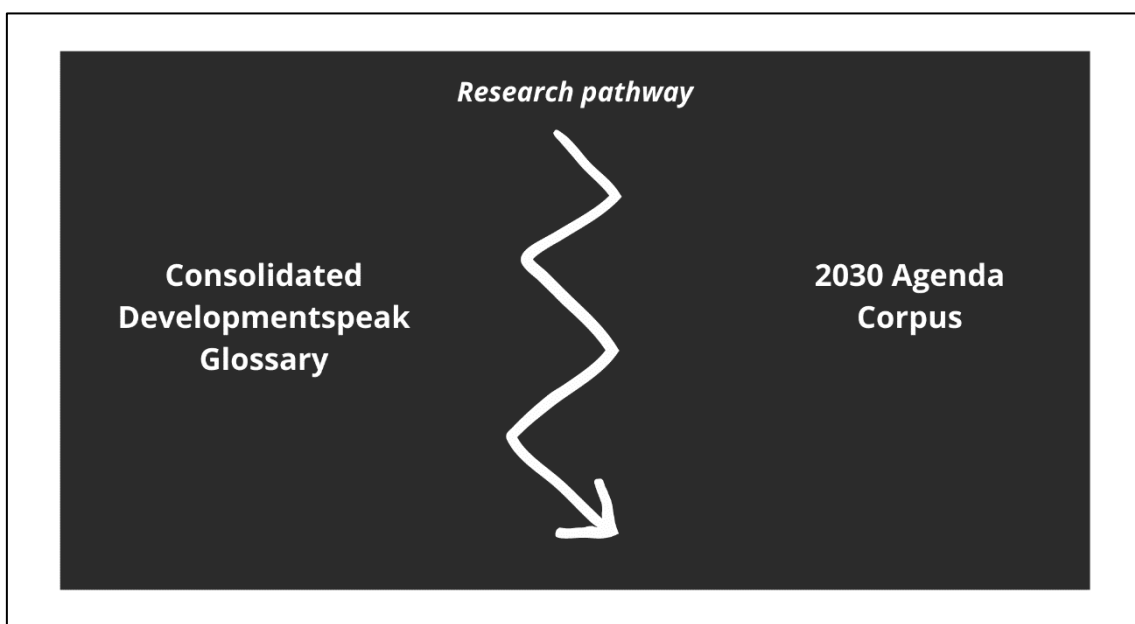 Research pathway
Consolidated
Developmentspeak
Glossary
2030 Agenda
Corpus